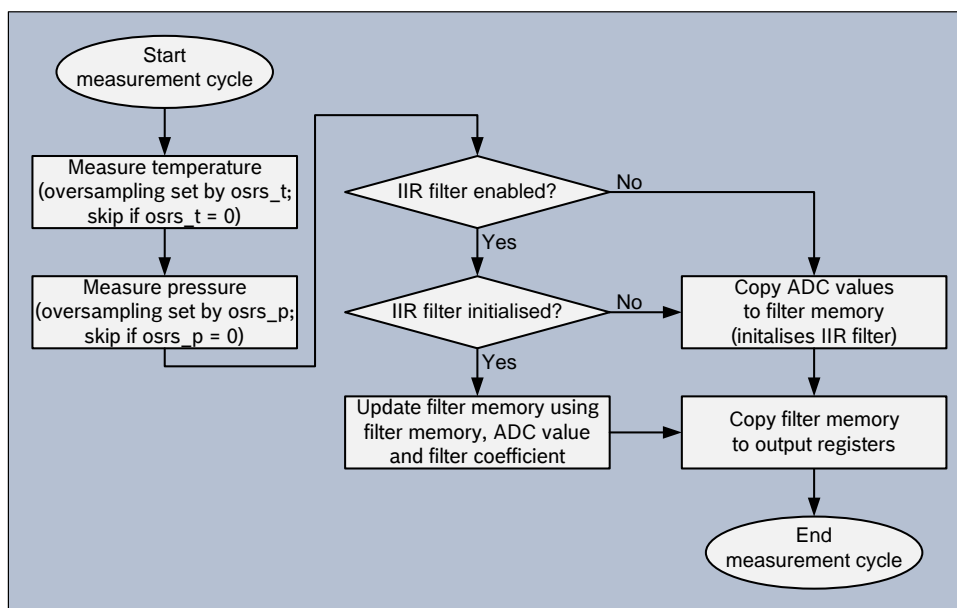 Start
measurement cycle
Measure temperature
(oversampling set by osrs_t;
skip if osrs_t = 0)
Measure pressure
(oversampling set by osrs_p;
skip if osrs_p = 0)
IIR filter enabled?
No
Yes
IIR filter initialised?
No
Yes
Copy ADC values
to filter memory
(initalises IIR filter)
Update filter memory using
filter memory, ADC value
and filter coefficient
Copy filter memory
to output registers
End
measurement cycle